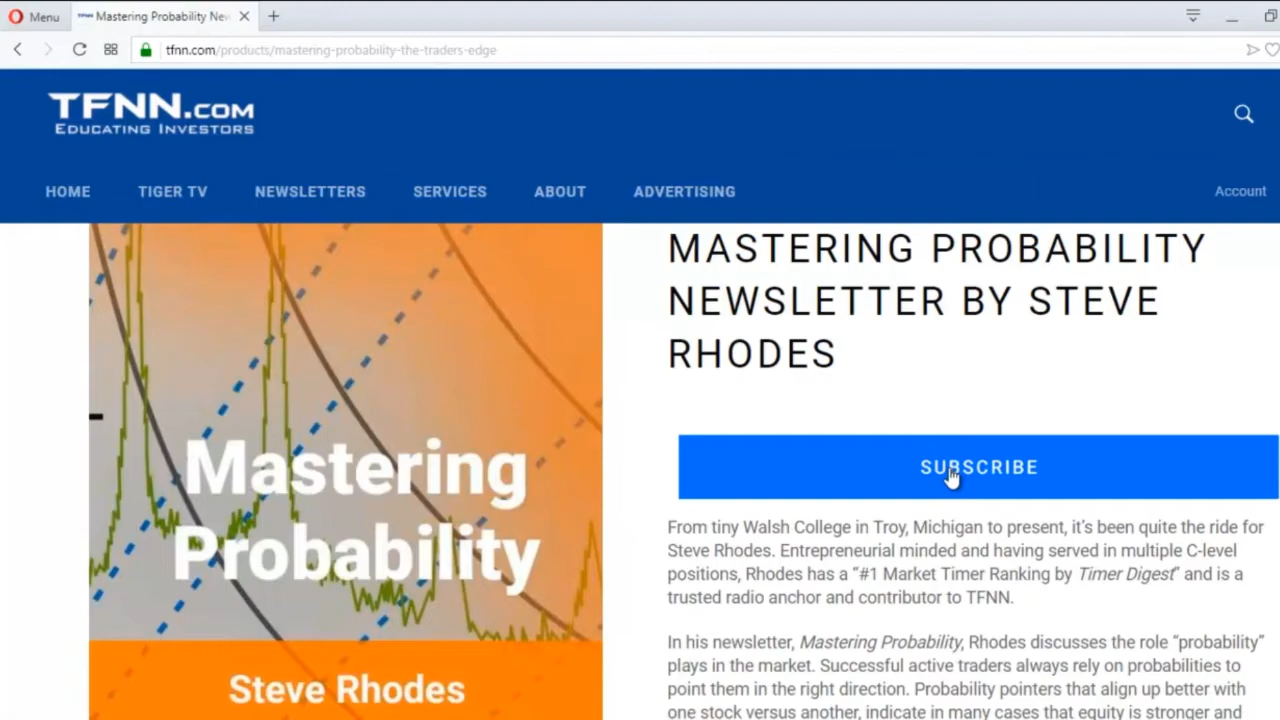 Menu
Mastering Probability Nev
tfnn.com/products/mastering-probability-the-traders-edge
TFNN.COM
EDUCATING INVESTORS
HOME TIGER TV NEWSLETTERS SERVICES ABOUT ADVERTISING Account
MASTERING PROBABILITY
NEWSLETTER BY STEVE
RHODES
SUBSCRIBE
From tiny Walsh College in Troy, Michigan to present, it's been quite the ride for
Steve Rhodes. Entrepreneurial minded and having served in multiple C-level
positions, Rhodes has a “#1 Market Timer Ranking by Timer Digest” and is a
trusted radio anchor and contributor to TFNN.
In his newsletter, Mastering Probability, Rhodes discusses the role “probability”
plays in the market. Successful active traders always rely on probabilities to
point them in the right direction. Probability pointers that align up better with
one stock versus another, indicate in many cases that equity is stronger and
Mastering
Probability
Steve Rhodes